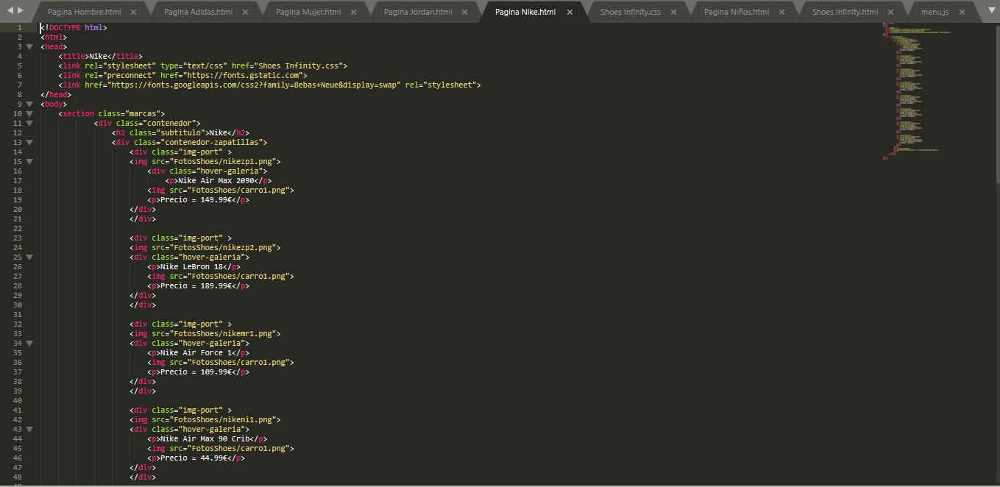 Pagina Hombre.html × Pagina Adidas.html × Pagina Mujer.html × Pagina Jordan.html × Pagina Nike.html × Shoes Infinity.css × Pagina Niños.html × Shoes Infinity.html × menu.js ×
1 <!DOCTYPE html>
2 <html>
3 <head>
4 <title>Nike</title>
5 <link rel="stylesheet" type="text/css" href="Shoes Infinity.css">
6 <link rel="preconnect" href="https://fonts.gstatic.com">
7 <link href="https://fonts.googleapis.com/css2?family=Bebas+Neue&display=swap" rel="stylesheet">
8 </head>
9 <body>
10 <section class="marcas">
11 <div class="contenedor">
12 <h2 class="subtitulo">Nike</h2>
13 <div class="contenedor-zapatillas">
14 <div class="img-port" >
15 <img src="FotosShoes/nikezp1.png">
16 <div class="hover-galeria">
17 <p>Nike Air Max 2090</p>
18 <img src="FotosShoes/carro1.png">
19 <p>Precio = 149.99€</p>
20 </div>
21 </div>
22
23 <div class="img-port" >
24 <img src="FotosShoes/nikezp2.png">
25 <div class="hover-galeria">
26 <p>Nike LeBron 18</p>
27 <img src="FotosShoes/carro1.png">
28 <p>Precio = 189.99€</p>
29 </div>
30 </div>
31
32 <div class="img-port" >
33 <img src="FotosShoes/nikemr1.png">
34 <div class="hover-galeria">
35 <p>Nike Air Force 1</p>
36 <img src="FotosShoes/carro1.png">
37 <p>Precio = 109.99€</p>
38 </div>
39 </div>
40
41 <div class="img-port" >
42 <img src="FotosShoes/nikeni1.png">
43 <div class="hover-galeria">
44 <p>Nike Air Max 90 Crib</p>
45 <img src="FotosShoes/carro1.png">
46 <p>Precio = 44.99€</p>
47 </div>
48 </div>